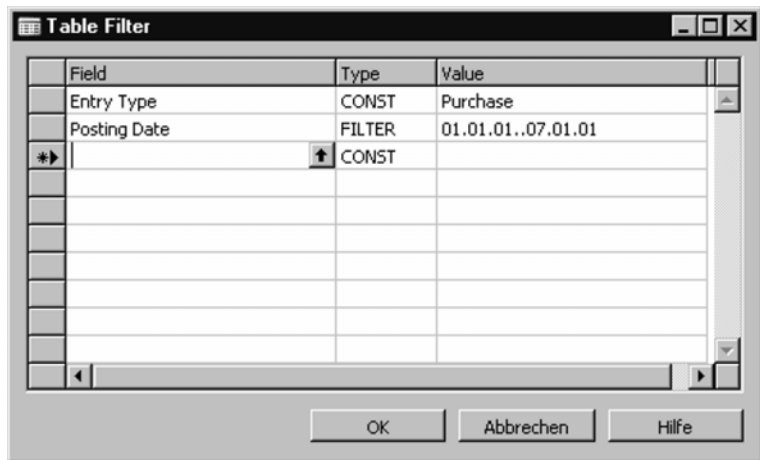 Table Filter
Field Type Value
Entry Type CONST Purchase
Posting Date FILTER 01.01.01..07.01.01
CONST
OK Abbrechen Hilfe